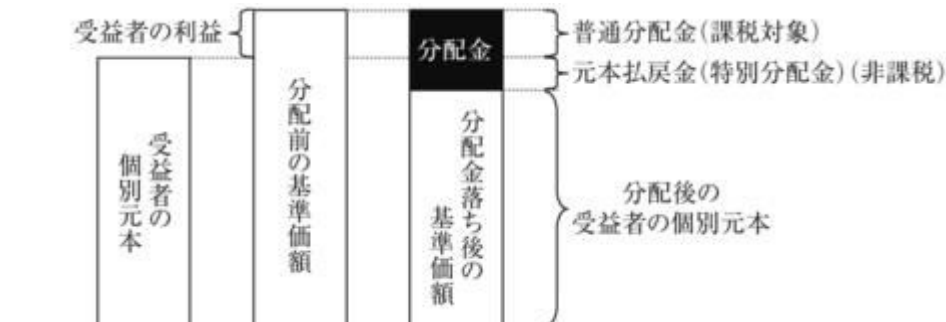 受益者の利益
分配金
普通分配金(課税対象)
元本払戻金(特別分配金)(非課税)
受益者の
個別元本
分配前の基準価額
分配金落ち後の
基準価額
分配後の
受益者の個別元本